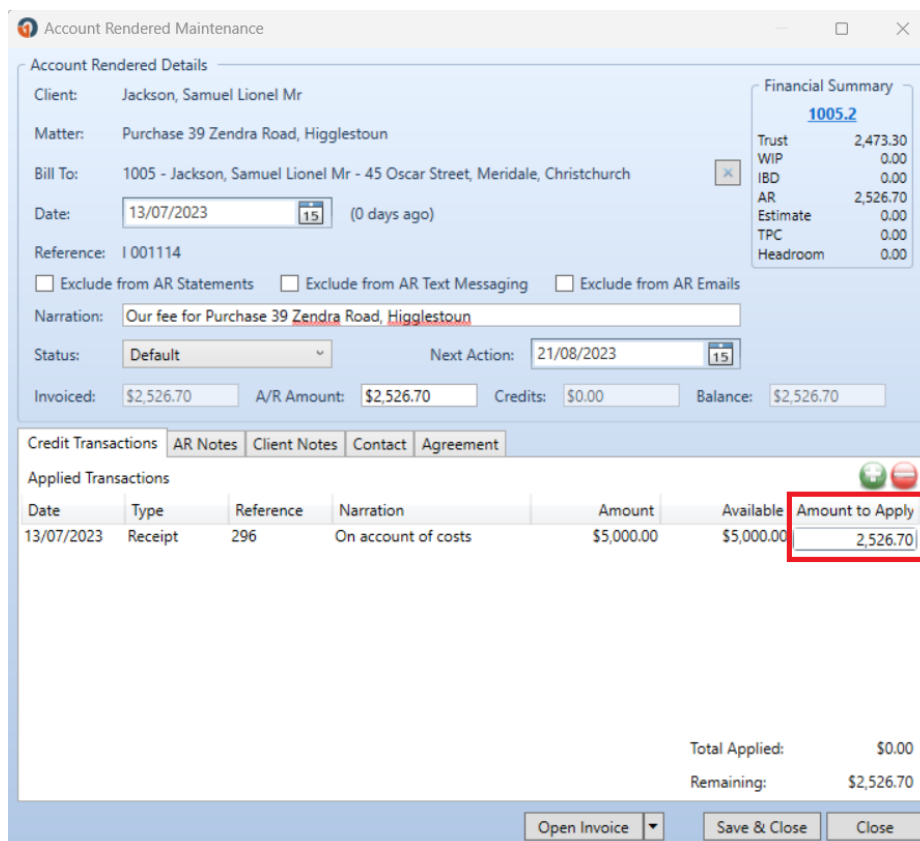 Account Rendered Maintenance
Account Rendered Details
Client: Jackson, Samuel Lionel Mr
Matter: Purchase 39 Zendra Road, Higglestoun
Bill To: 1005 - Jackson, Samuel Lionel Mr - 45 Oscar Street, Meridale, Christchurch
Date: 13/07/2023 15 (0 days ago)
Reference: I 001114
Financial Summary
1005.2
Trust 2,473.30
WIP 0.00
IBD 0.00
AR 2,526.70
Estimate 0.00
TPC 0.00
Headroom 0.00
Exclude from AR Statements Exclude from AR Text Messaging Exclude from AR Emails
Narration: Our fee for Purchase 39 Zendra Road, Higglestoun
Status: Default Next Action: 21/08/2023 15
Invoiced: $2,526.70 A/R Amount: $2,526.70 Credits: $0.00 Balance: $2,526.70
Credit Transactions AR Notes Client Notes Contact Agreement
Applied Transactions
Date Type Reference Narration Amount Available Amount to Apply
13/07/2023 Receipt 296 On account of costs $5,000.00 $5,000.00 2,526.70
Total Applied: $0.00
Remaining: $2,526.70
Open Invoice Save & Close Close